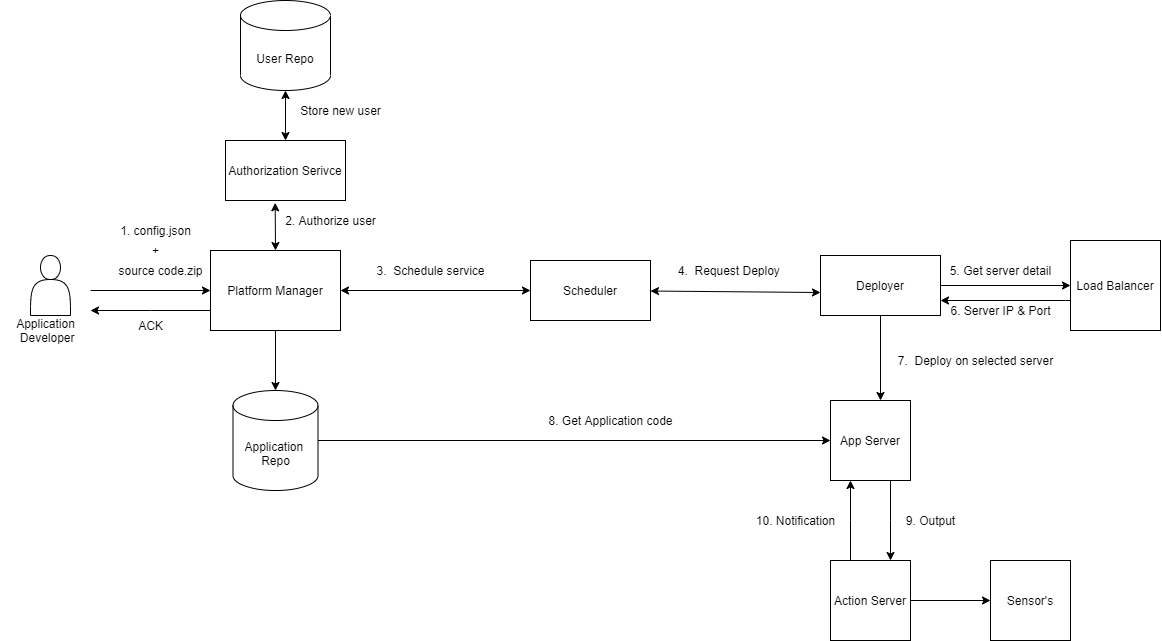 User Repo
Store new user
Authorization Serivce
2. Authorize user
1. config.json
+
source code.zip
Platform Manager
3.  Schedule service
Scheduler
4.  Request Deploy
Deployer
5. Get server detail
Load Balancer
6. Server IP & Port
Application
Developer
ACK
7.  Deploy on selected server
8. Get Application code
Application
Repo
App Server
10. Notification
9. Output
Action Server
Sensor's